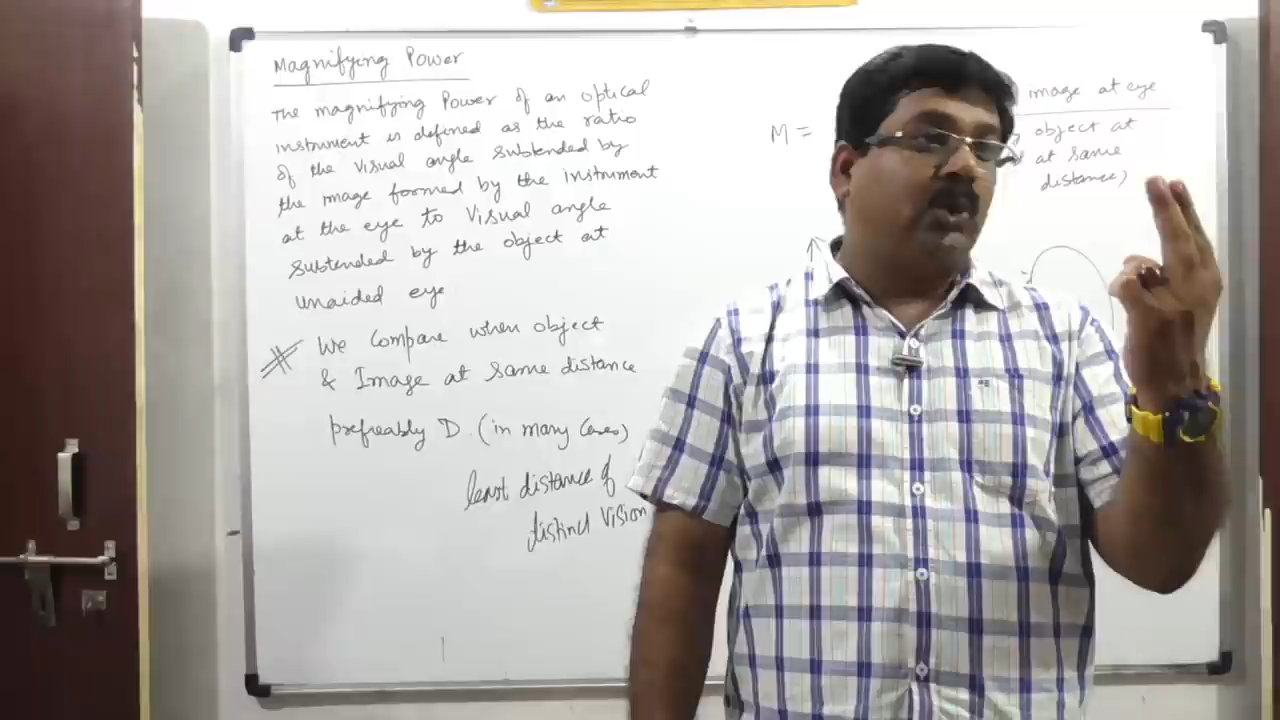 Magnifying Power
The magnifying Power of an optical
instrument is defined as the ratio
of the visual angle subtended by
the image formed by the instrument
at the eye to visual angle
subtended by the object at
unaided eye
We Compare when object
& Image at same distance
prefreably D. (in many Cases)
least distance of
distinct vision
M =
image at eye
object at
at same
distance)